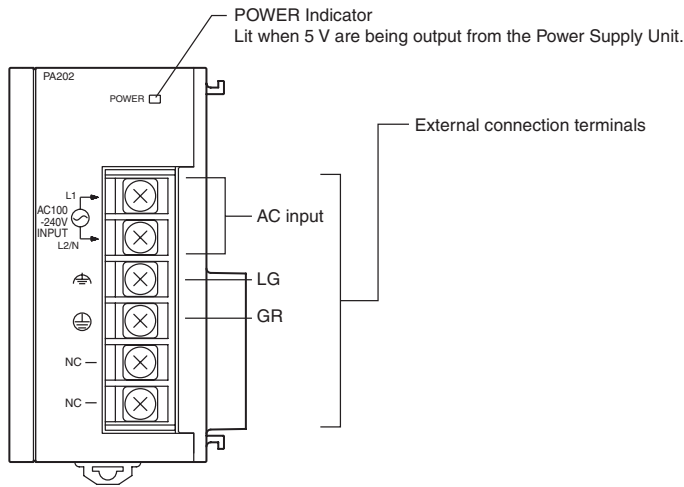 POWER Indicator
Lit when 5 V are being output from the Power Supply Unit.
PA202
POWER
External connection terminals
L1
AC100
-240V
INPUT
L2/N
AC input
LG
GR
NC
NC